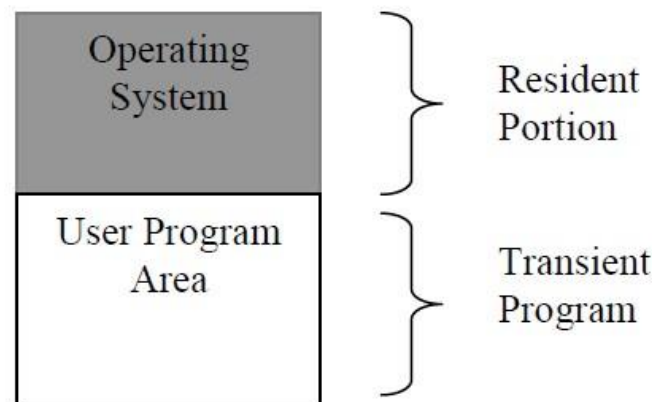 Operating
System
Resident
Portion
User Program
Area
Transient
Program